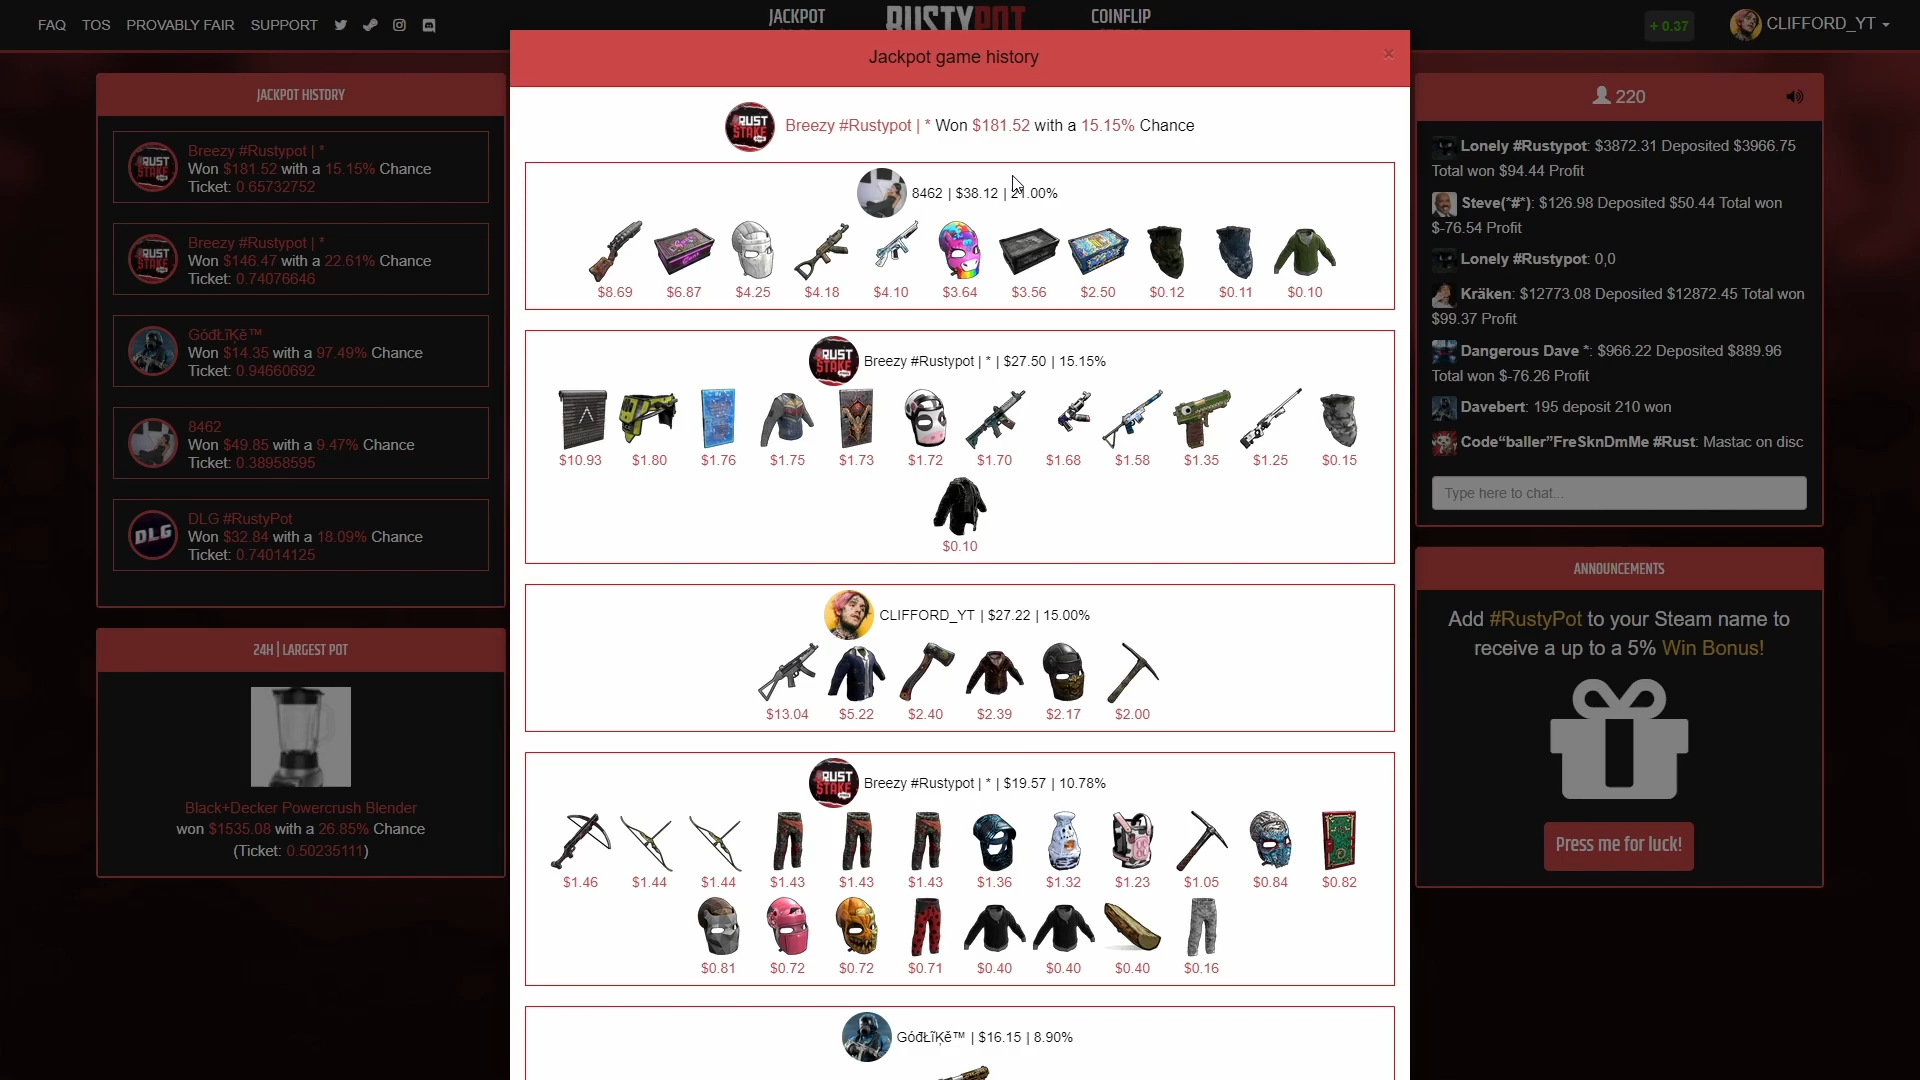 FAQ TOS PROVABLY FAIR SUPPORT
JACKPOT
RUSTYPOT
COINFLIP
+ 0.37
CLIFFORD_YT
JACKPOT HISTORY
Breezy #Rustypot | *
Won $181.52 with a 15.15% Chance
Ticket: 0.65732752
Breezy #Rustypot | *
Won $146.47 with a 22.61% Chance
Ticket: 0.74076646
GóđŁĩĶě™
Won $14.35 with a 97.49% Chance
Ticket: 0.94660692
8462
Won $49.85 with a 9.47% Chance
Ticket: 0.38958595
DLG
DLG #RustyPot
Won $32.84 with a 18.09% Chance
Ticket: 0.74014125
24H | LARGEST POT
Black+Decker Powercrush Blender
won $1535.08 with a 26.85% Chance
(Ticket: 0.50235111)
Jackpot game history
×
RUST STAKE
Breezy #Rustypot | * Won $181.52 with a 15.15% Chance
8462 | $38.12 | 21.00%
$8.69 $6.87 $4.25 $4.18 $4.10 $3.64 $3.56 $2.50 $0.12 $0.11 $0.10
RUST STAKE
Breezy #Rustypot | * | $27.50 | 15.15%
$10.93 $1.80 $1.76 $1.75 $1.73 $1.72 $1.70 $1.68 $1.58 $1.35 $1.25 $0.15
$0.10
CLIFFORD_YT | $27.22 | 15.00%
$13.04 $5.22 $2.40 $2.39 $2.17 $2.00
RUST STAKE
Breezy #Rustypot | * | $19.57 | 10.78%
$1.46 $1.44 $1.44 $1.43 $1.43 $1.43 $1.36 $1.32 $1.23 $1.05 $0.84 $0.82
$0.81 $0.72 $0.72 $0.71 $0.40 $0.40 $0.40 $0.16
GóđŁĩĶě™ | $16.15 | 8.90%
220
Lonely #Rustypot: $3872.31 Deposited $3966.75
Total won $94.44 Profit
Steve(*#*): $126.98 Deposited $50.44 Total won
$-76.54 Profit
Lonely #Rustypot: 0,0
Kräken: $12773.08 Deposited $12872.45 Total won
$99.37 Profit
Dangerous Dave *: $966.22 Deposited $889.96
Total won $-76.26 Profit
Davebert: 195 deposit 210 won
Code“baller”FreSknDmMe #Rust: Mastac on disc
Type here to chat...
ANNOUNCEMENTS
Add #RustyPot to your Steam name to
receive a up to a 5% Win Bonus!
Press me for luck!